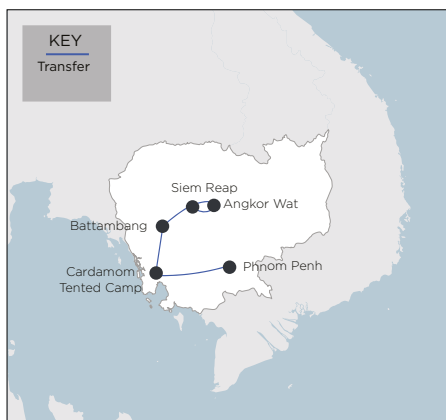 KEY
Transfer
Siem Reap
Angkor Wat
Battambang
Cardamom
Tented Camp
Phnom Penh